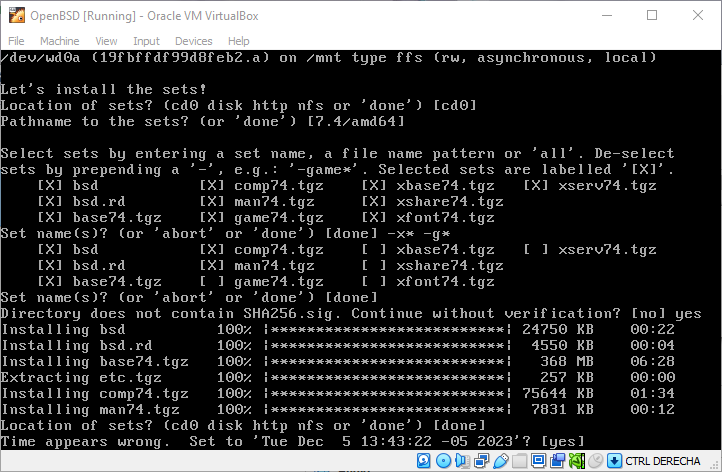 OpenBSD [Running] - Oracle VM VirtualBox
File Machine View Input Devices Help
/dev/wd0a (19fbffdf99d8feb2.a) on /mnt type ffs (rw, asynchronous, local)
Let's install the sets!
Location of sets? (cd0 disk http nfs or 'done') [cd0]
Pathname to the sets? (or 'done') [7.4/amd64]
Select sets by entering a set name, a file name pattern or 'all'. De-select
sets by prepending a '-', e.g.: '-game*'. Selected sets are labelled '[X]'.
[X] bsd [X] comp74.tgz [X] xbase74.tgz [X] xserv74.tgz
[X] bsd.rd [X] man74.tgz [X] xshare74.tgz
[X] base74.tgz [X] game74.tgz [X] xfont74.tgz
Set name(s)? (or 'abort' or 'done') [done] -x* -g*
[X] bsd [X] comp74.tgz [ ] xbase74.tgz [ ] xserv74.tgz
[X] bsd.rd [X] man74.tgz [ ] xshare74.tgz
[X] base74.tgz [ ] game74.tgz [ ] xfont74.tgz
Set name(s)? (or 'abort' or 'done') [done]
Directory does not contain SHA256.sig. Continue without verification? [no] yes
Installing bsd 100% |**************************| 24750 KB 00:22
Installing bsd.rd 100% |**************************| 4550 KB 00:04
Installing base74.tgz 100% |**************************| 368 MB 06:28
Extracting etc.tgz 100% |**************************| 257 KB 00:00
Installing comp74.tgz 100% |**************************| 75644 KB 01:34
Installing man74.tgz 100% |**************************| 7831 KB 00:12
Location of sets? (cd0 disk http nfs or 'done') [done]
Time appears wrong. Set to 'Tue Dec 5 13:43:22 -05 2023'? [yes]
CTRL DERECHA